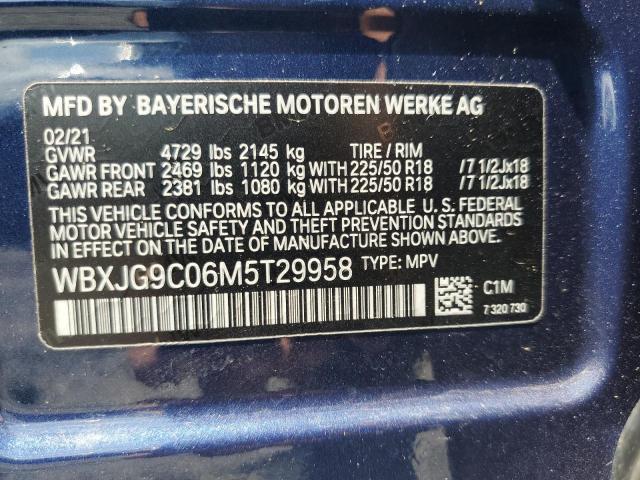 MFD BY BAYERISCHE MOTOREN WERKE AG
02/21
GVWR 4729 lbs 2145 kg TIRE / RIM
GAWR FRONT 2469 lbs 1120 kg WITH 225/50 R18 /7 1/2Jx18
GAWR REAR 2381 lbs 1080 kg WITH 225/50 R18 /7 1/2Jx18
THIS VEHICLE CONFORMS TO ALL APPLICABLE U. S. FEDERAL
MOTOR VEHICLE SAFETY AND THEFT PREVENTION STANDARDS
IN EFFECT ON THE DATE OF MANUFACTURE SHOWN ABOVE.
WBXJG9C06M5T29958 TYPE: MPV
C1M
7 320 730